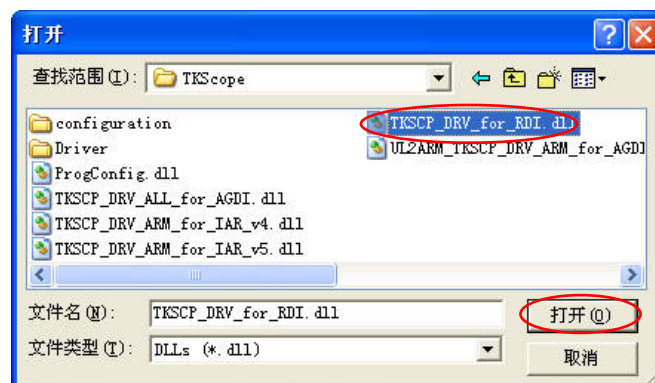 打开
查找范围(I): TKScope
configuration
Driver
ProgConfig.dll
TKSCP_DRV_ALL_for_AGDI.dll
TKSCP_DRV_ARM_for_IAR_v4.dll
TKSCP_DRV_ARM_for_IAR_v5.dll
TKSCP_DRV_for_RDI.dll
UL2ARM_TKSCP_DRV_ARM_for_AGDI
文件名(N): TKSCP_DRV_for_RDI.dll 打开(O)
文件类型(T): DLLs (*.dll) 取消